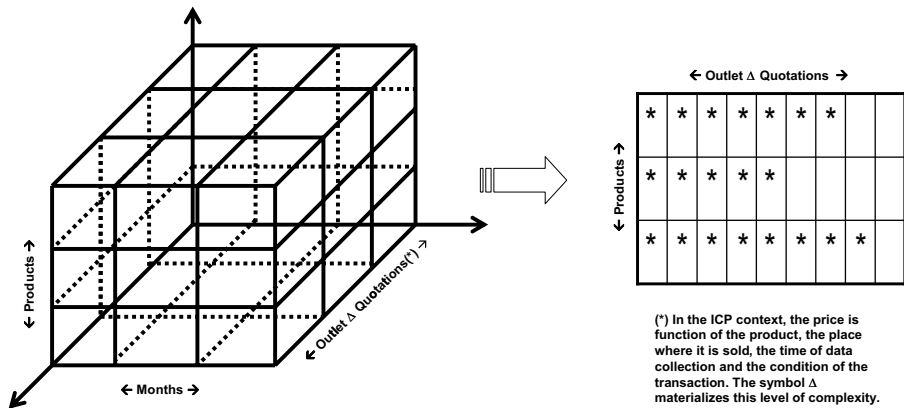 ← Products →
← Months →
← Outlet Δ Quotations(*) →
← Outlet Δ Quotations →
← Products →
* * * * * * *
* * * * *
* * * * * * * *
(*) In the ICP context, the price is
function of the product, the place
where it is sold, the time of data
collection and the condition of the
transaction. The symbol Δ
materializes this level of complexity.